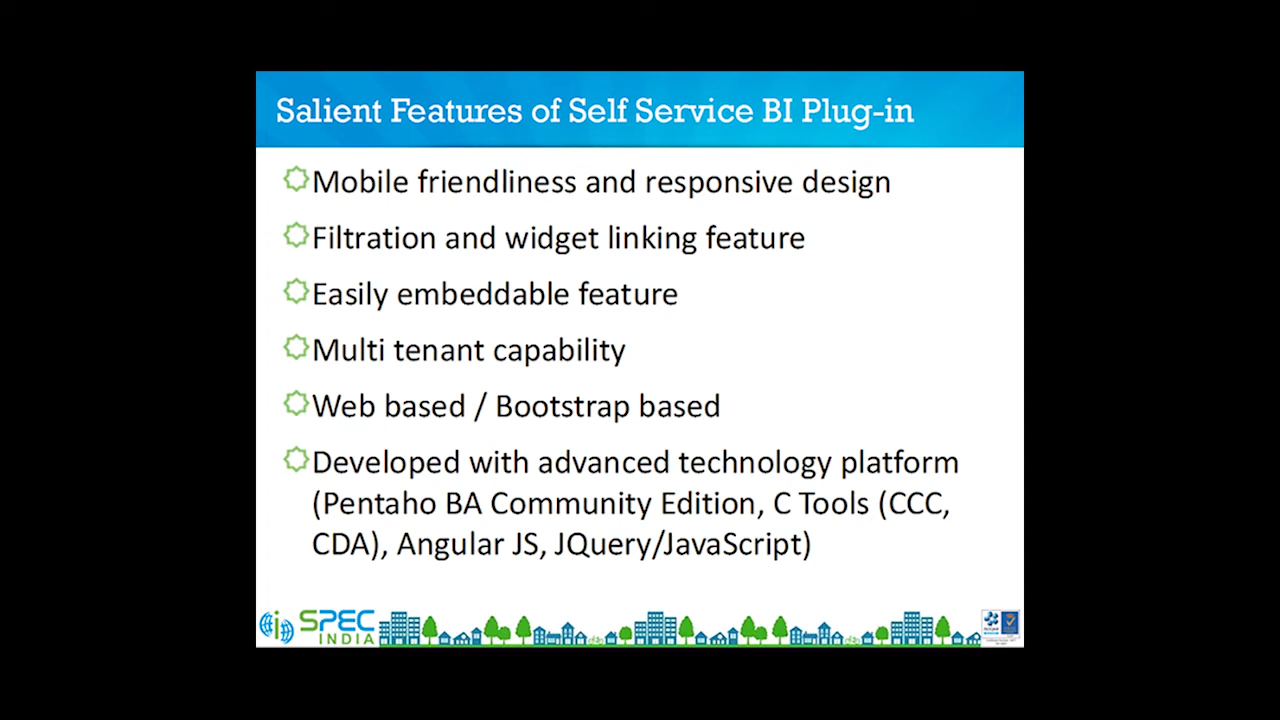 Salient Features of Self Service BI Plug-in
Mobile friendliness and responsive design
Filtration and widget linking feature
Easily embeddable feature
Multi tenant capability
Web based / Bootstrap based
Developed with advanced technology platform
(Pentaho BA Community Edition, C Tools (CCC,
CDA), Angular JS, JQuery/JavaScript)
SPEC
INDIA